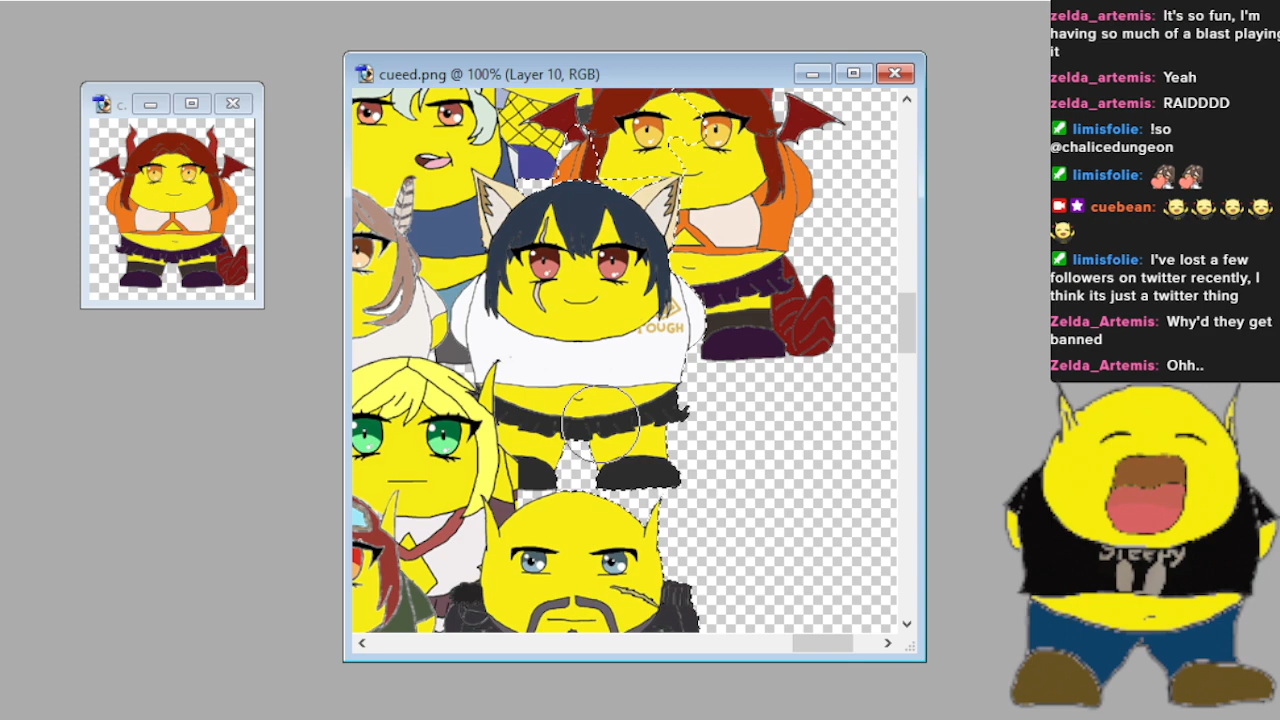 c.
cueed.png @ 100% (Layer 10, RGB)
TOUGH
zelda_artemis: It's so fun, I'm
having so much of a blast playing
it
zelda_artemis: Yeah
zelda_artemis: RAIDDDD
limisfolie: !so
@chalicedungeon
limisfolie:
cuebean:
limisfolie: I've lost a few
followers on twitter recently, I
think its just a twitter thing
Zelda_Artemis: Why'd they get
banned
Zelda_Artemis: Ohh..
Sleepy